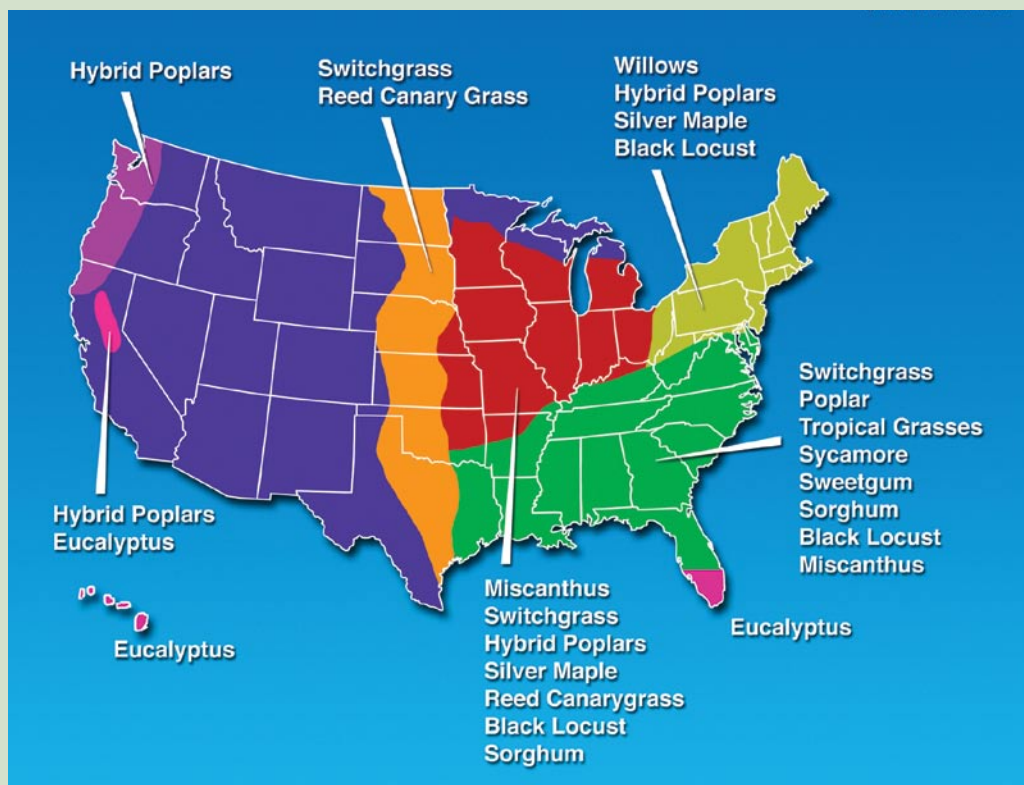 Hybrid Poplars
Switchgrass
Reed Canary Grass
Willows
Hybrid Poplars
Silver Maple
Black Locust
Switchgrass
Poplar
Tropical Grasses
Sycamore
Sweetgum
Sorghum
Black Locust
Miscanthus
Hybrid Poplars
Eucalyptus
Eucalyptus
Miscanthus
Switchgrass
Hybrid Poplars
Silver Maple
Reed Canarygrass
Black Locust
Sorghum
Eucalyptus